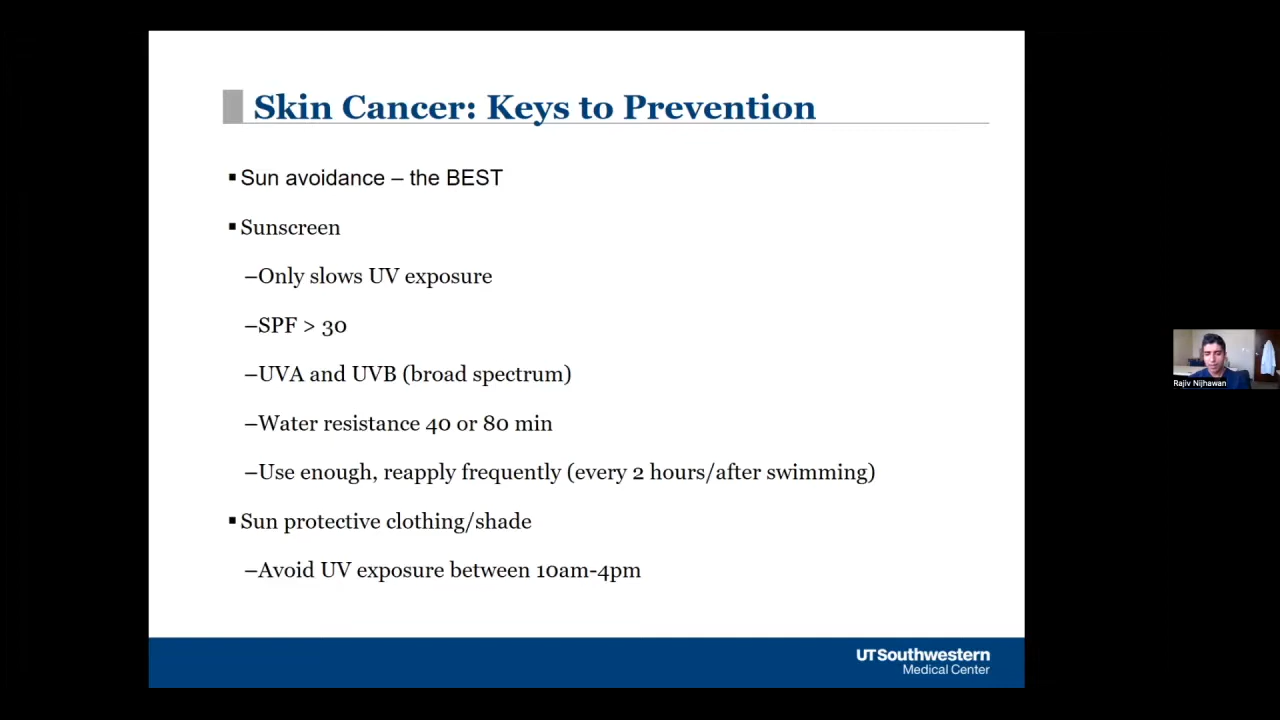 Skin Cancer: Keys to Prevention
▪Sun avoidance – the BEST
▪Sunscreen
–Only slows UV exposure
–SPF > 30
–UVA and UVB (broad spectrum)
–Water resistance 40 or 80 min
–Use enough, reapply frequently (every 2 hours/after swimming)
▪Sun protective clothing/shade
–Avoid UV exposure between 10am-4pm
UTSouthwestern
Medical Center
Rajiv Nijhawan